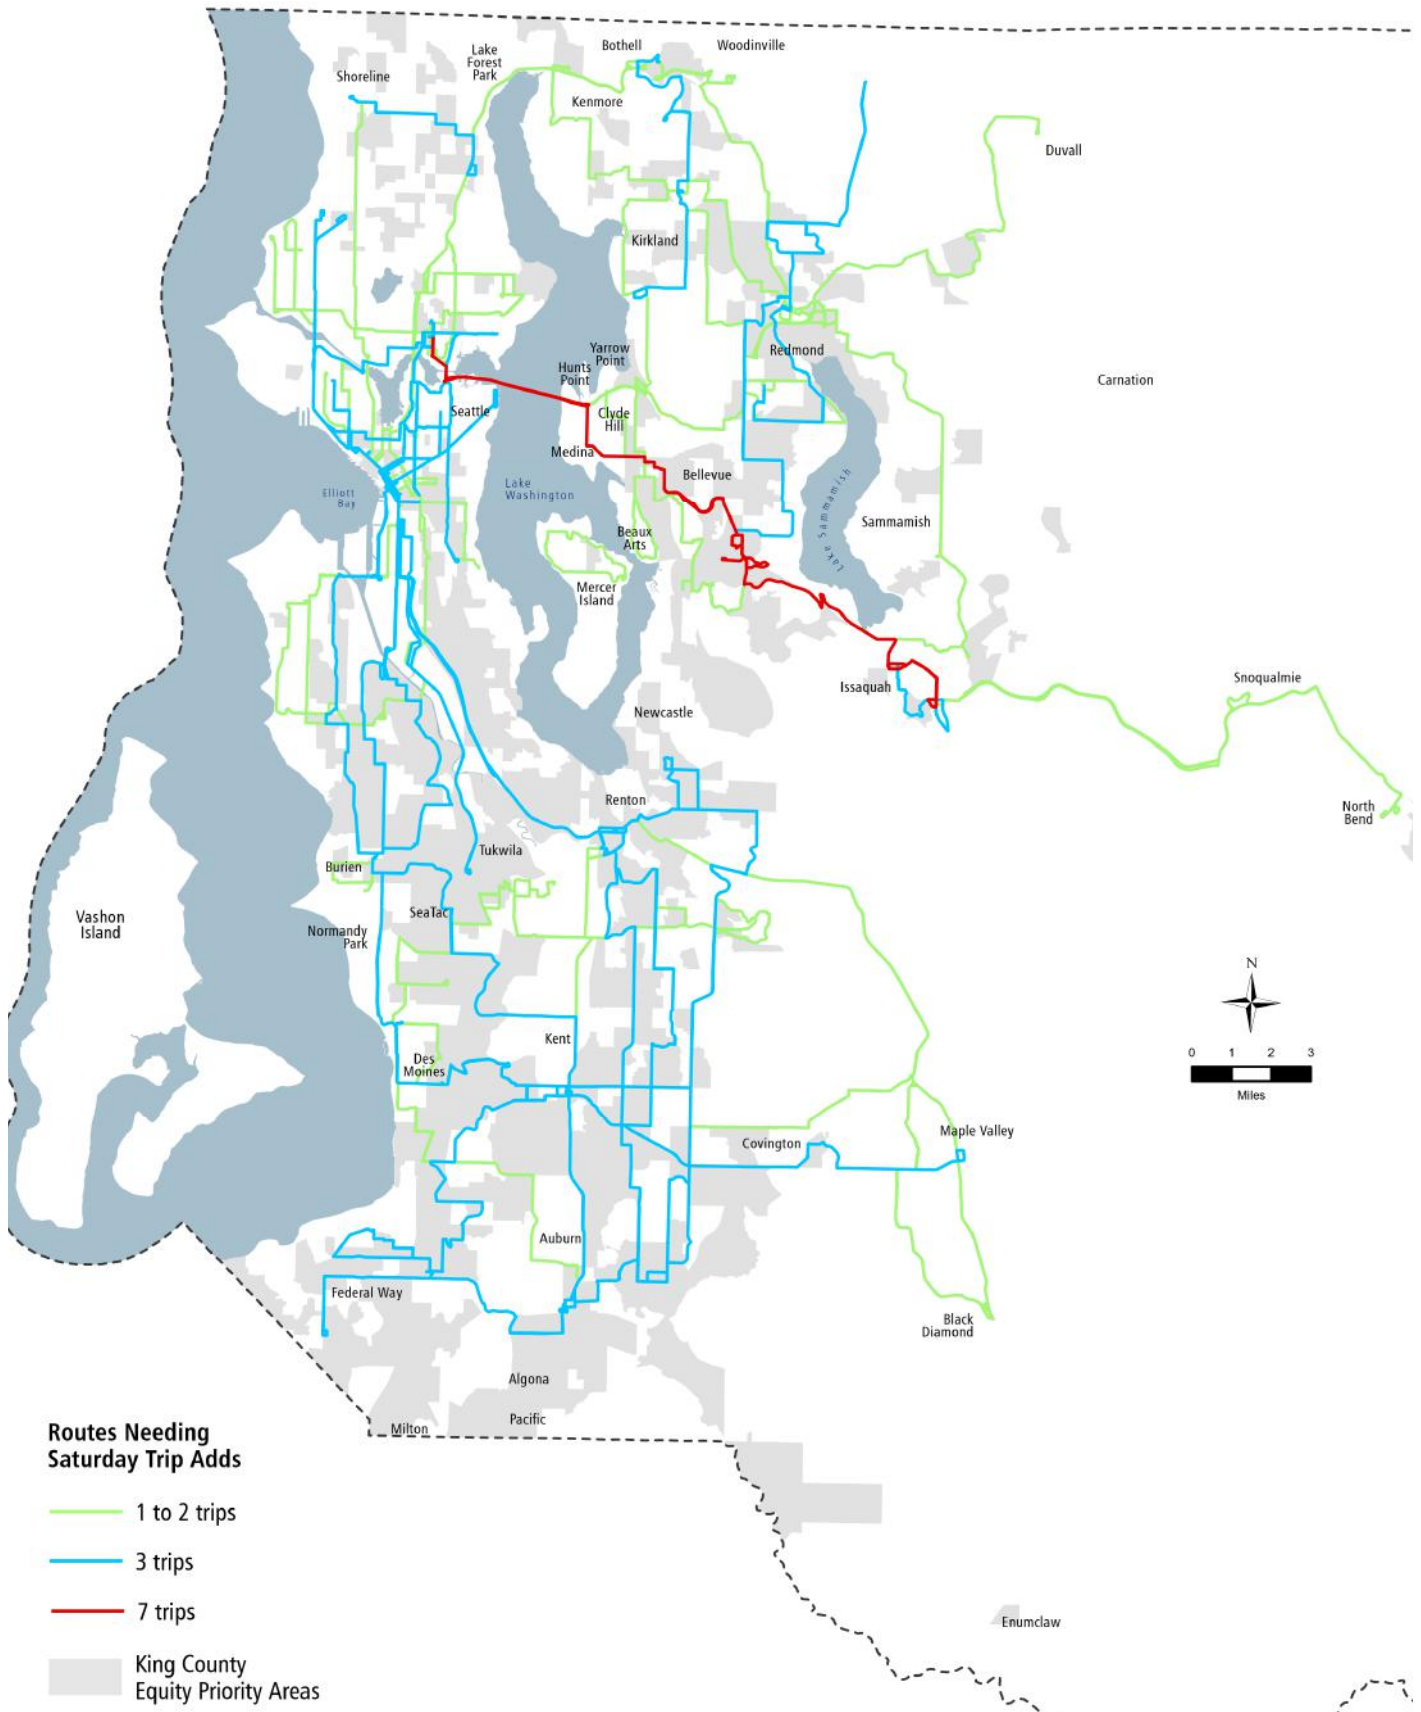 Bothell
Woodinville
Lake
Forest
Park
Shoreline
Kenmore
Duvall
Kirkland
Yarrow
Point
Redmond
Hunts
Point
Carnation
Seattle
Clyde
Hill
Medina
Bellevue
Lake
Washington
Elliott
Bay
Lake Sammamish
Sammamish
Beaux
Arts
Mercer
Island
Issaquah
Snoqualmie
Newcastle
Renton
North
Bend
Tukwila
Burien
Vashon
Island
SeaTac
Normandy
Park
N
Kent
Des
Moines
0 1 2 3
Miles
Covington
Maple Valley
Auburn
Federal Way
Black
Diamond
Algona
Pacific
Milton
Routes Needing
Saturday Trip Adds
1 to 2 trips
3 trips
7 trips
King County
Equity Priority Areas
Enumclaw